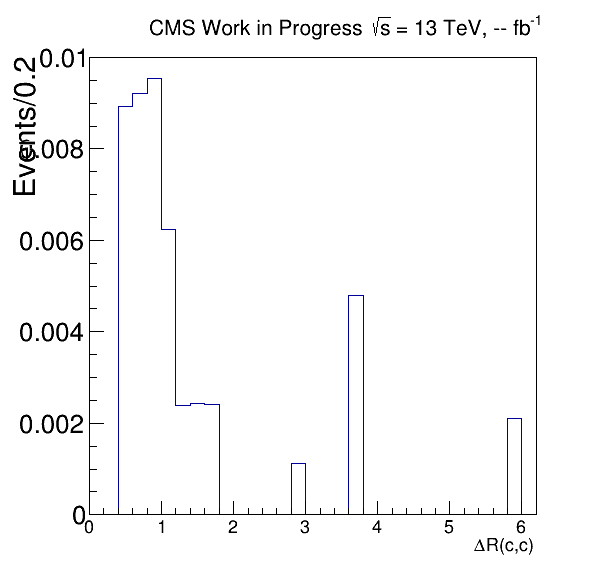 CMS Work in Progress √s = 13 TeV, -- fb⁻¹
Events/0.2
0.01
0.008
0.006
0.004
0.002
0
0 1 2 3 4 5 6
ΔR(c,c)